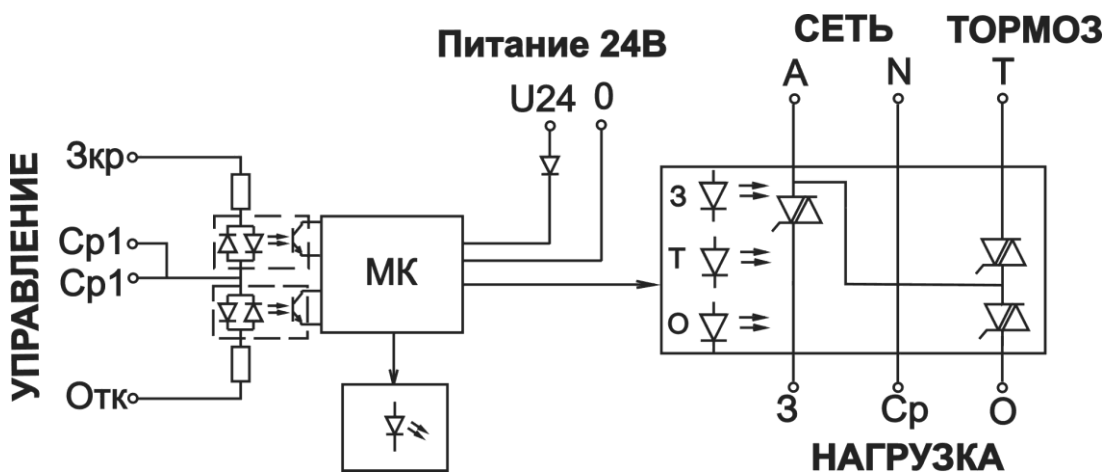 СЕТЬ ТОРМОЗ
Питание 24В
A N T
U24 0
УПРАВЛЕНИЕ
Зкр
Ср1
Ср1
Отк
МК
З
Т
О
З Ср О
НАГРУЗКА